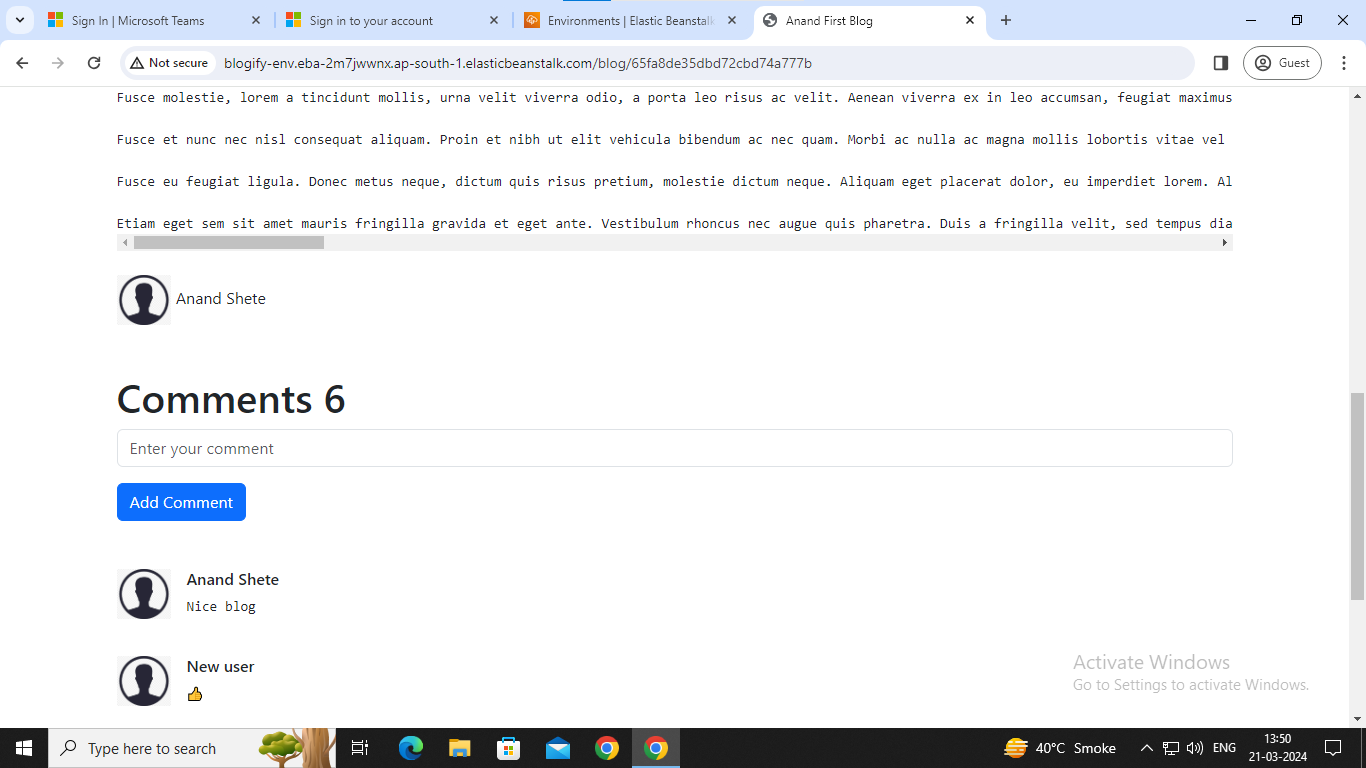 Sign In | Microsoft Teams
Sign in to your account
Environments | Elastic Beanstalk
Anand First Blog
Not secure
blogify-env.eba-2m7jwwnx.ap-south-1.elasticbeanstalk.com/blog/65fa8de35dbd72cbd74a777b
Guest
Fusce molestie, lorem a tincidunt mollis, urna velit viverra odio, a porta leo risus ac velit. Aenean viverra ex in leo accumsan, feugiat maximus
Fusce et nunc nec nisl consequat aliquam. Proin et nibh ut elit vehicula bibendum ac nec quam. Morbi ac nulla ac magna mollis lobortis vitae vel
Fusce eu feugiat ligula. Donec metus neque, dictum quis risus pretium, molestie dictum neque. Aliquam eget placerat dolor, eu imperdiet lorem. Al
Etiam eget sem sit amet mauris fringilla gravida et eget ante. Vestibulum rhoncus nec augue quis pharetra. Duis a fringilla velit, sed tempus dia
Anand Shete
Comments 6
Enter your comment
Add Comment
Anand Shete
Nice blog
New user
👍
Activate Windows
Go to Settings to activate Windows.
Type here to search
40°C Smoke
ENG
13:50
21-03-2024